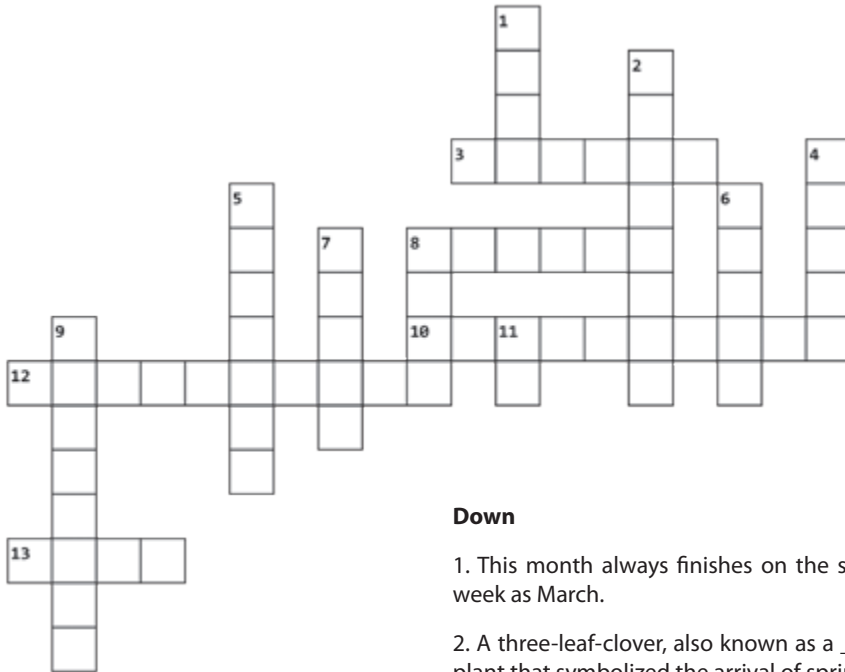 1
2
3
4
5
6
7
8
9
10
11
12
13
Down
1. This month always finishes on the s
week as March.
2. A three-leaf-clover, also known as a _
plant that symbolized the arrival of sprin